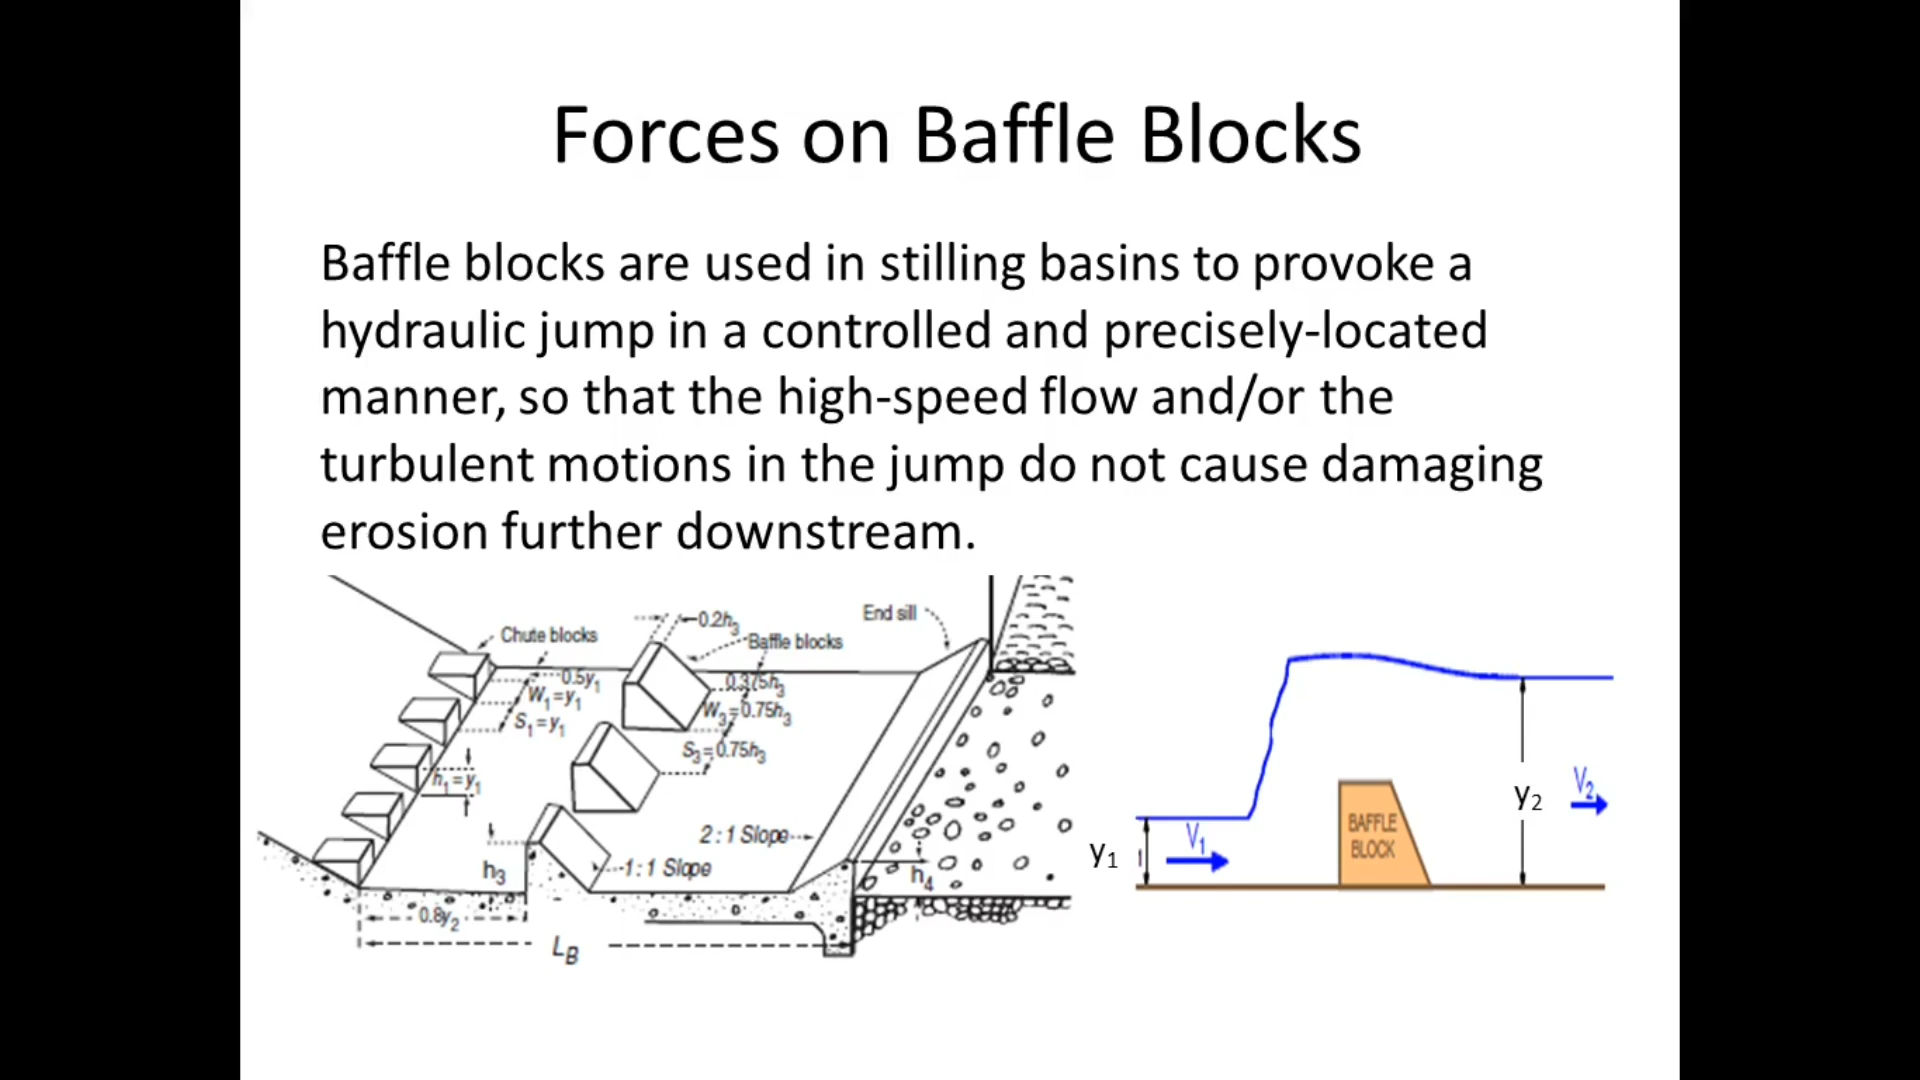 Forces on Baffle Blocks
Baffle blocks are used in stilling basins to provoke a
hydraulic jump in a controlled and precisely-located
manner, so that the high-speed flow and/or the
turbulent motions in the jump do not cause damaging
erosion further downstream.
Chute blocks
0.2h₃
Baffle blocks
End sill
0.5y₁
W₁=y₁
S₁=y₁
h₁=y₁
0.375h₃
W₃=0.75h₃
S₃=0.75h₃
2:1 Slope
1:1 Slope
h₃
h₄
0.8y₂
L_B
y₁
V₁
BAFFLE
BLOCK
y₂
V₂